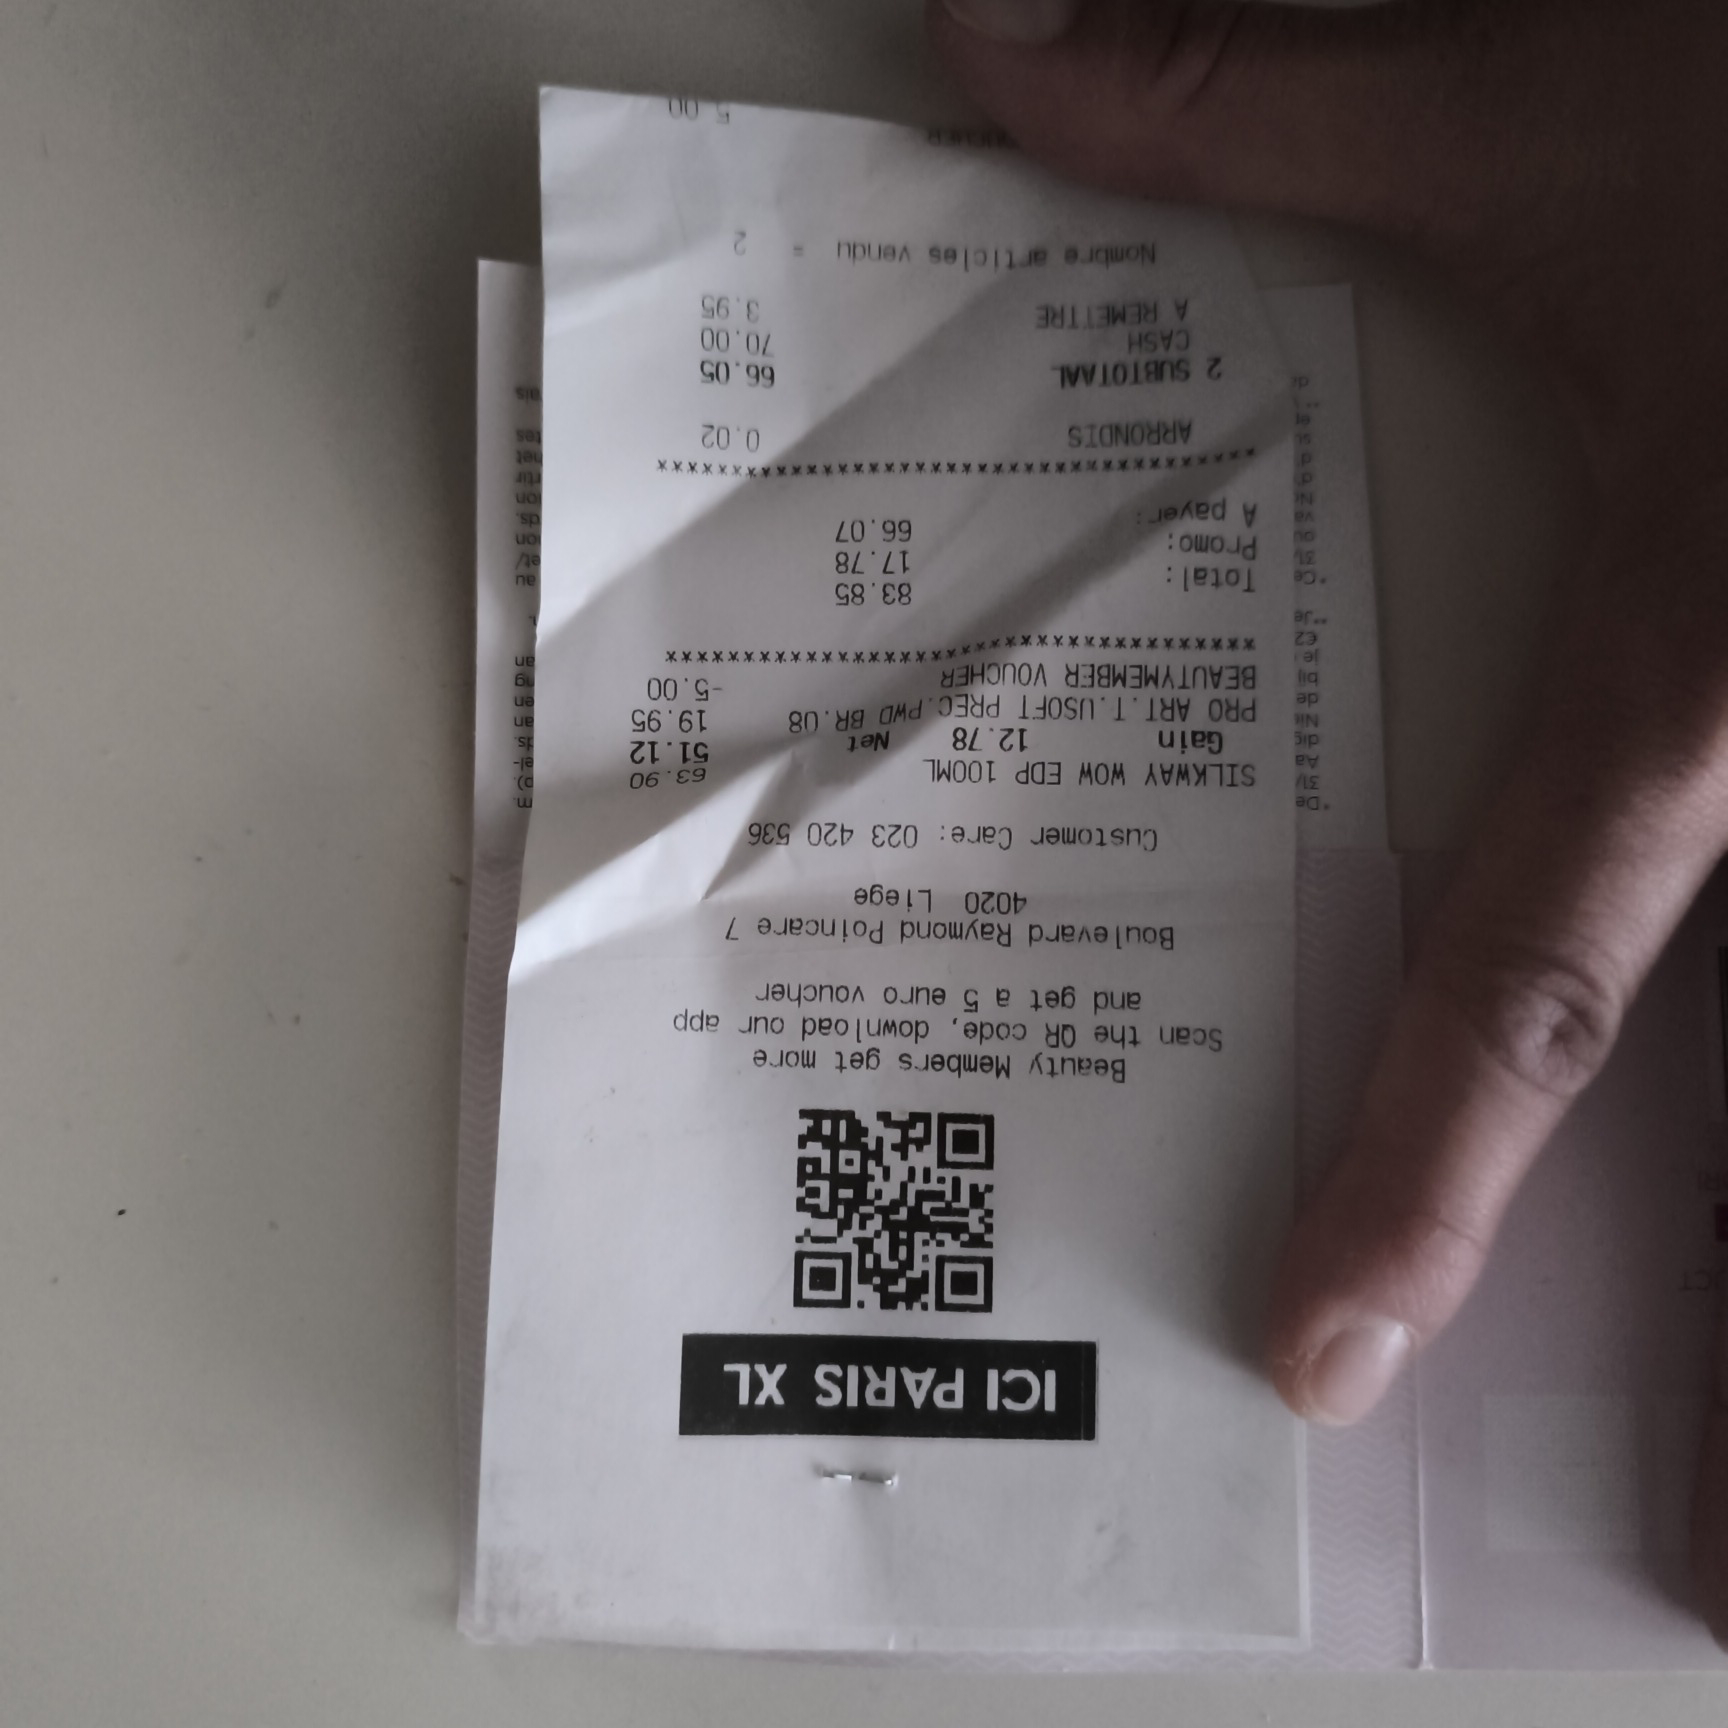 ICI PARIS XL
Beauty Members get more
Scan the QR code, download our app
and get a 5 euro voucher
Boulevard Raymond Poincare 7
4020 Liege
Customer Care: 023 420 536
SILKWAY WOW EDP 100ML 63.90
Gain 12.78 Net 51.12
PRO ART.T.USOFT PREC.PWD BR.08 19.95
BEAUTYMEMBER VOUCHER -5.00
***************************************
Total: 83.85
Promo: 17.78
A payer: 66.07
***************************************
ARRONDIS 0.02
2 SUBTOTAAL 66.05
CASH 70.00
A REMETTRE 3.95
Nombre articles vendu = 2
5.00